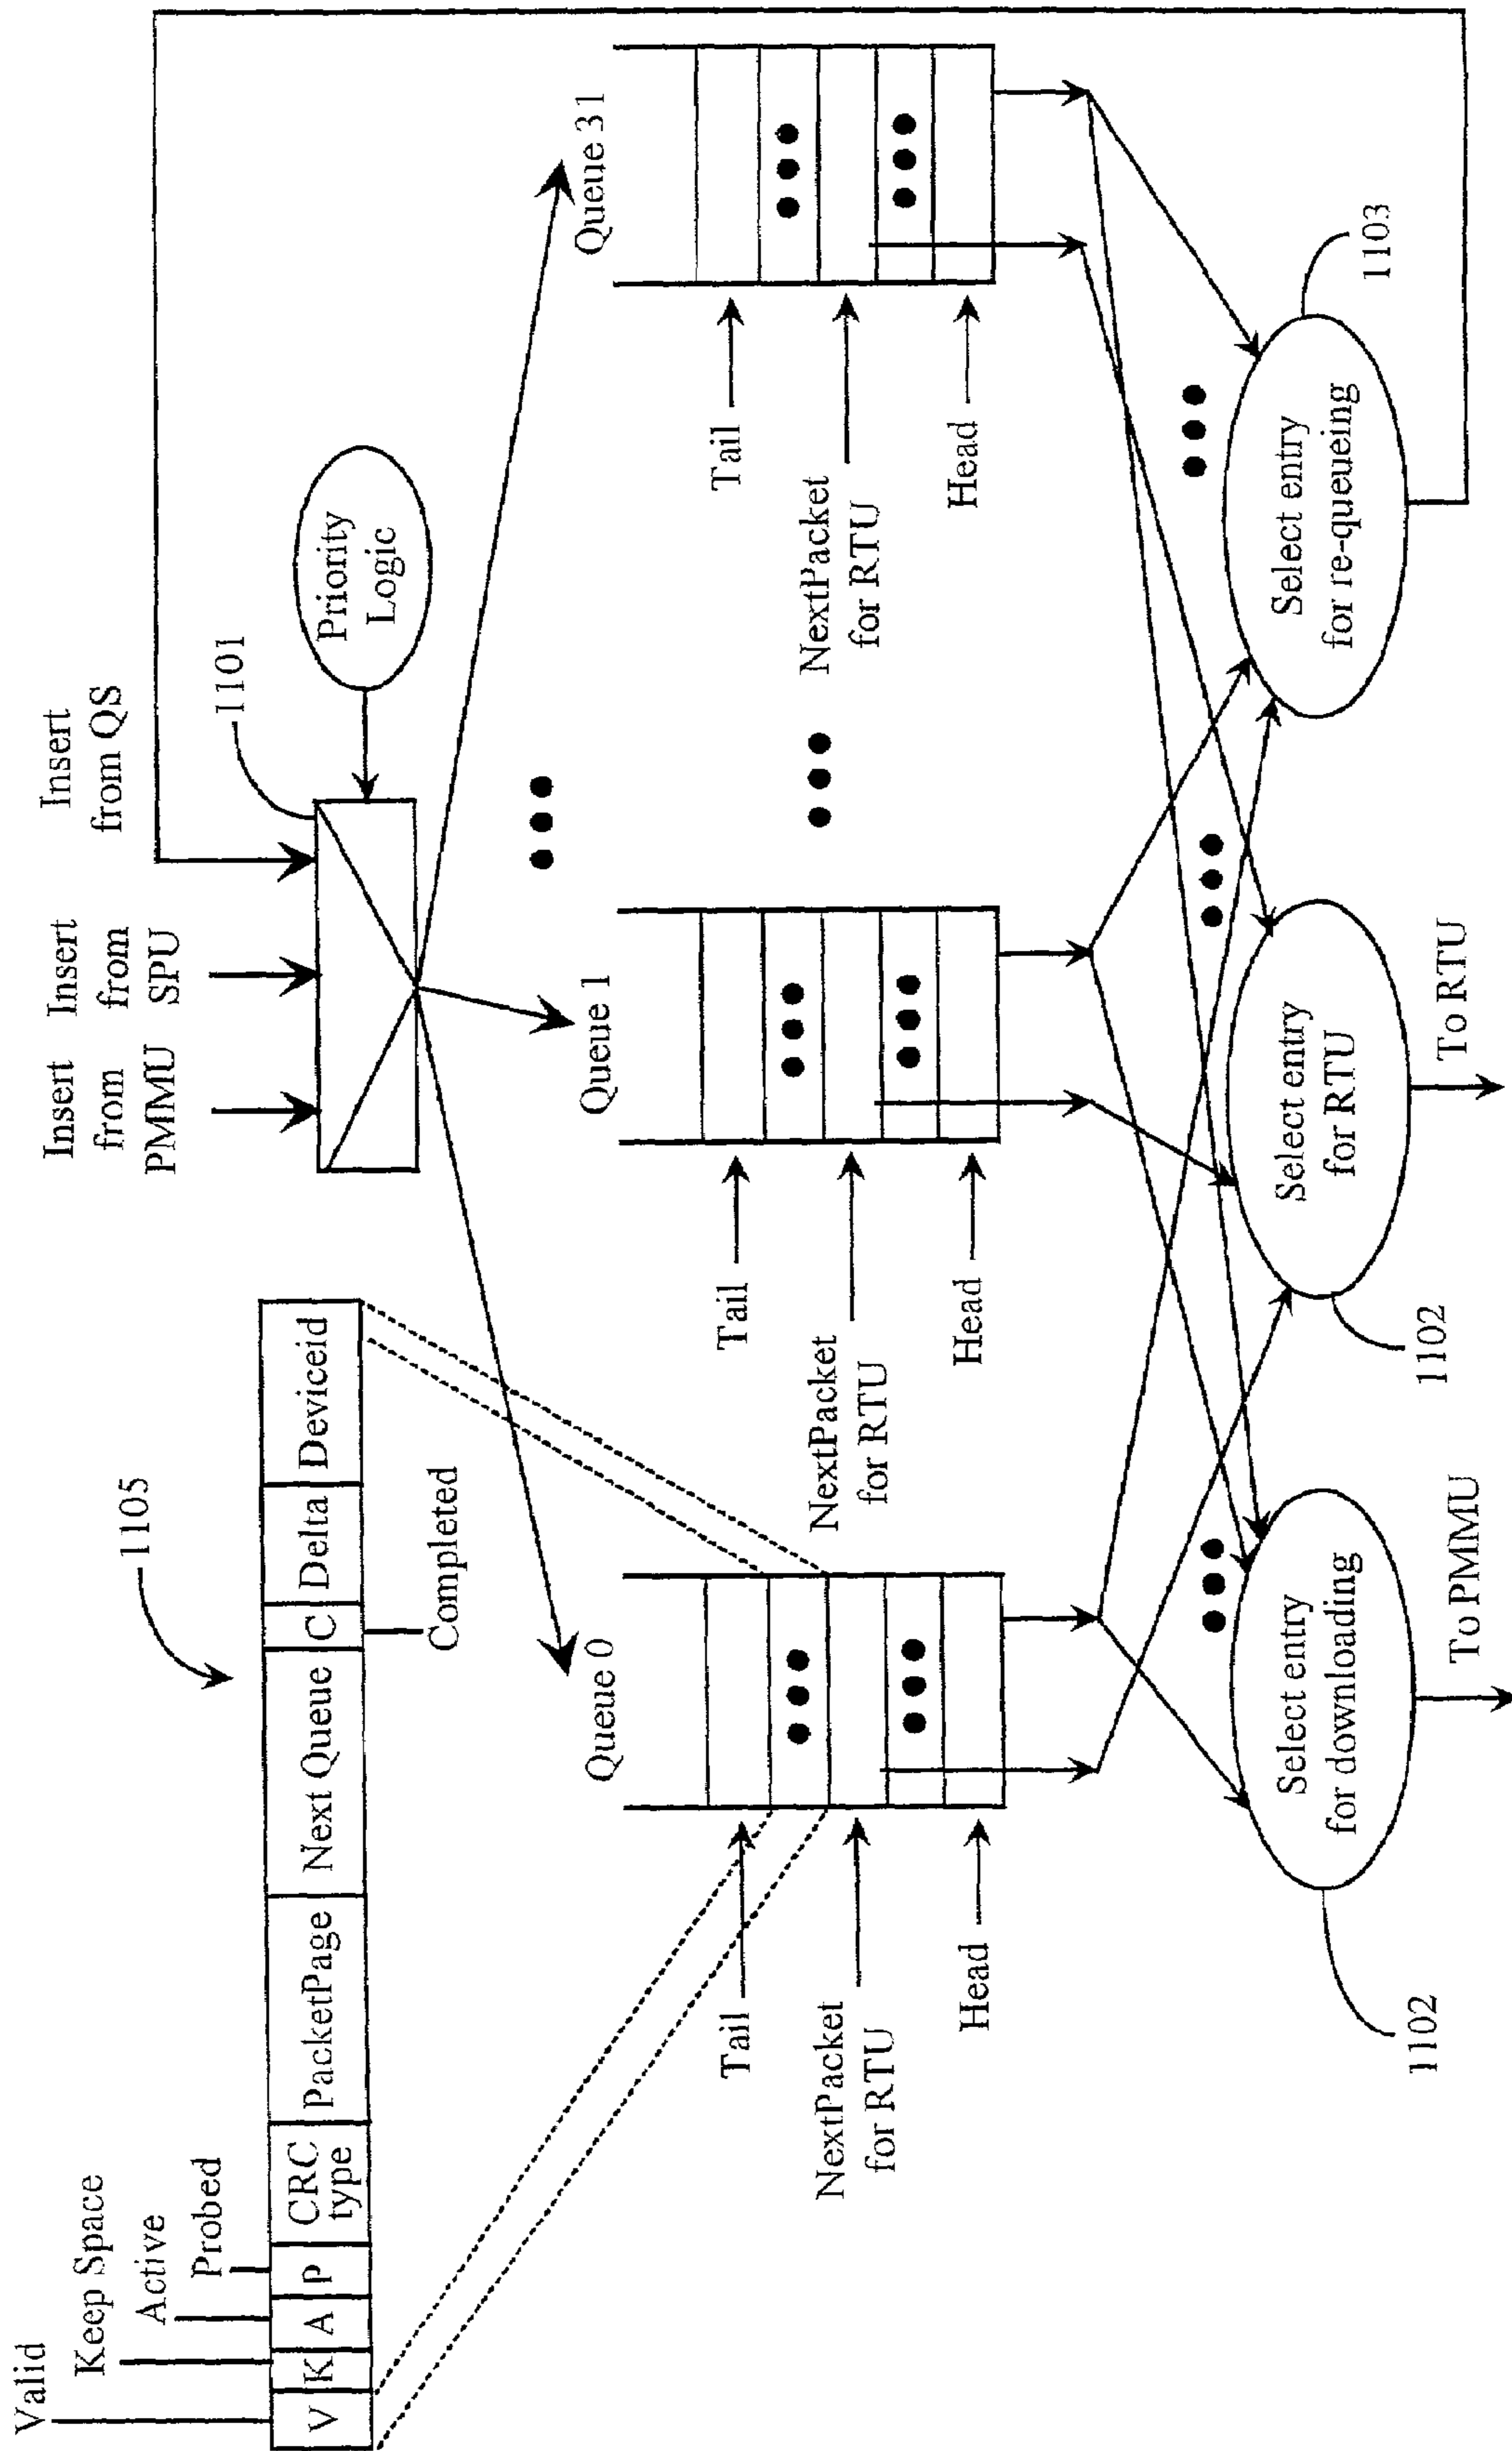 Valid
Keep Space
Active
Probed
V
K
A
P
CRC
type
PacketPage
Next Queue
C
Delta
Deviceid
Completed
1105
Insert
from
PMMU
Insert
from
SPU
Insert
from QS
1101
Priority
Logic
Queue 0
Tail
NextPacket
for RTU
Head
Queue 1
Tail
NextPacket
for RTU
Head
Queue 31
Tail
NextPacket
for RTU
Head
Select entry
for downloading
1102
To PMMU
Select entry
for RTU
1102
To RTU
Select entry
for re-queueing
1103